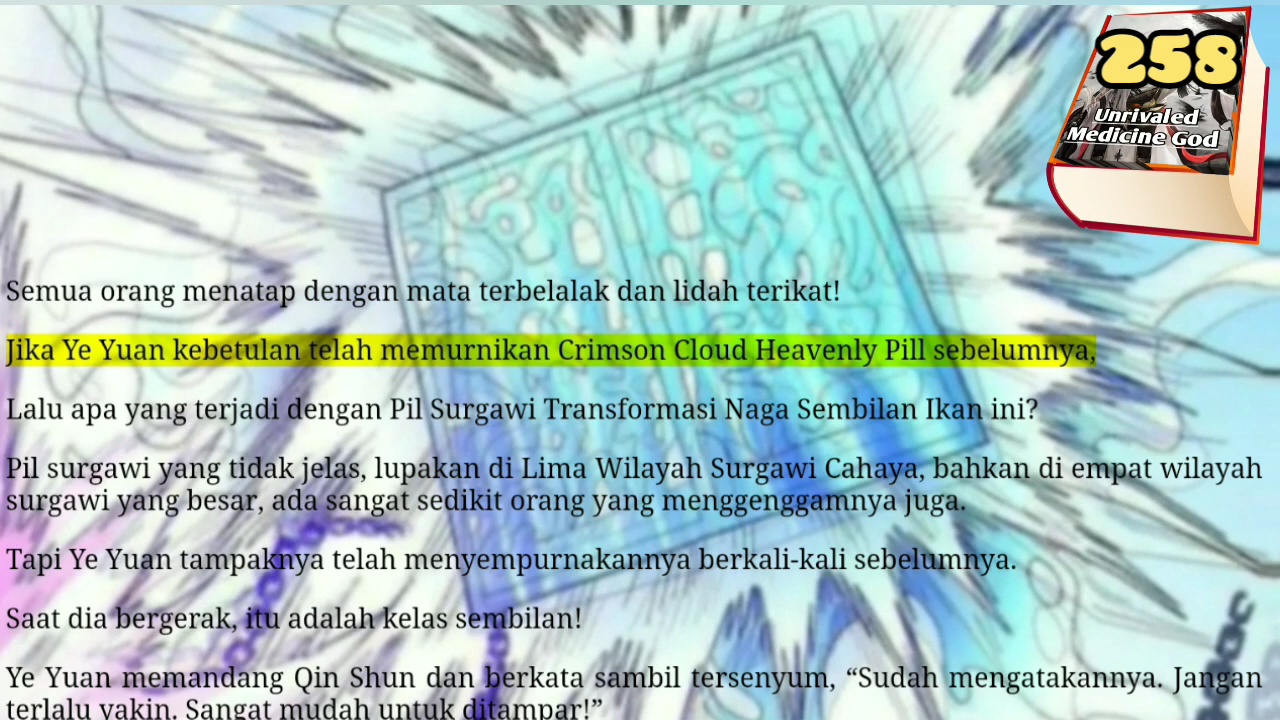 258
Unrivaled
Medicine God
Semua orang menatap dengan mata terbelalak dan lidah terikat!
Jika Ye Yuan kebetulan telah memurnikan Crimson Cloud Heavenly Pill sebelumnya,
Lalu apa yang terjadi dengan Pil Surgawi Transformasi Naga Sembilan Ikan ini?
Pil surgawi yang tidak jelas, lupakan di Lima Wilayah Surgawi Cahaya, bahkan di empat wilayah
surgawi yang besar, ada sangat sedikit orang yang menggenggamnya juga.
Tapi Ye Yuan tampaknya telah menyempurnakannya berkali-kali sebelumnya.
Saat dia bergerak, itu adalah kelas sembilan!
Ye Yuan memandang Qin Shun dan berkata sambil tersenyum, “Sudah mengatakannya. Jangan
terlalu yakin. Sangat mudah untuk ditampar!”